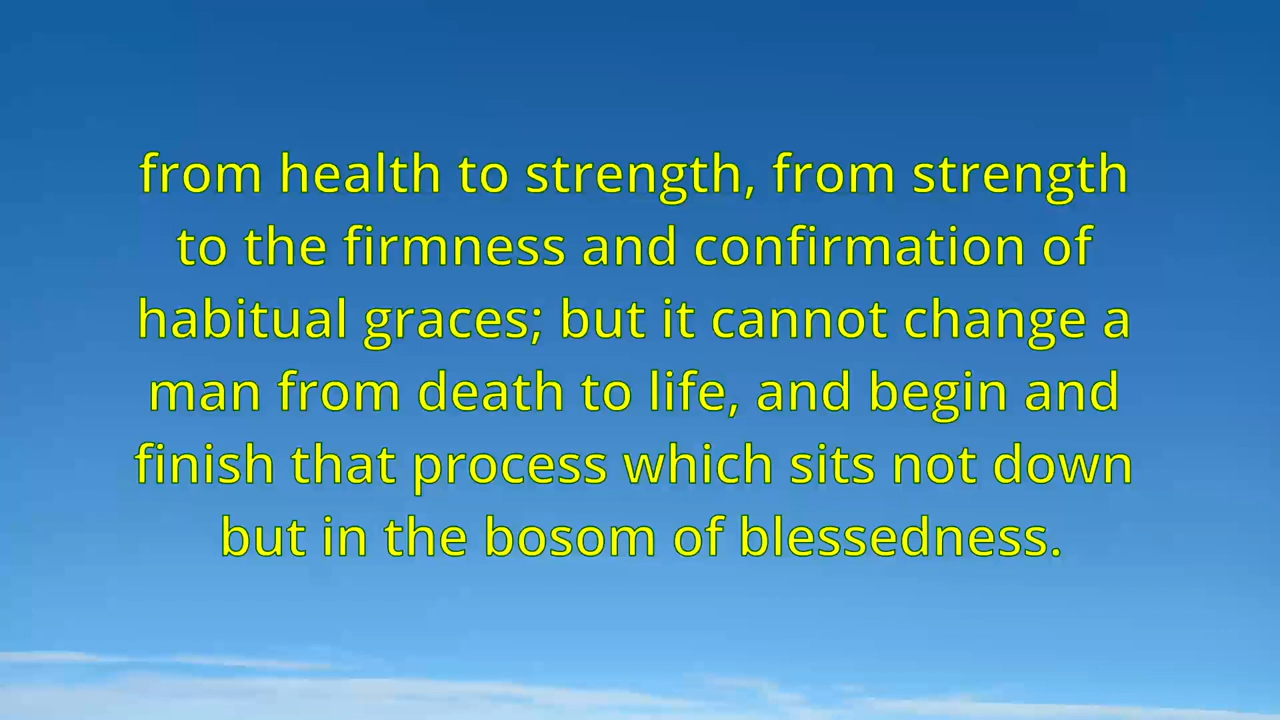 from health to strength, from strength
to the firmness and confirmation of
habitual graces; but it cannot change a
man from death to life, and begin and
finish that process which sits not down
but in the bosom of blessedness.